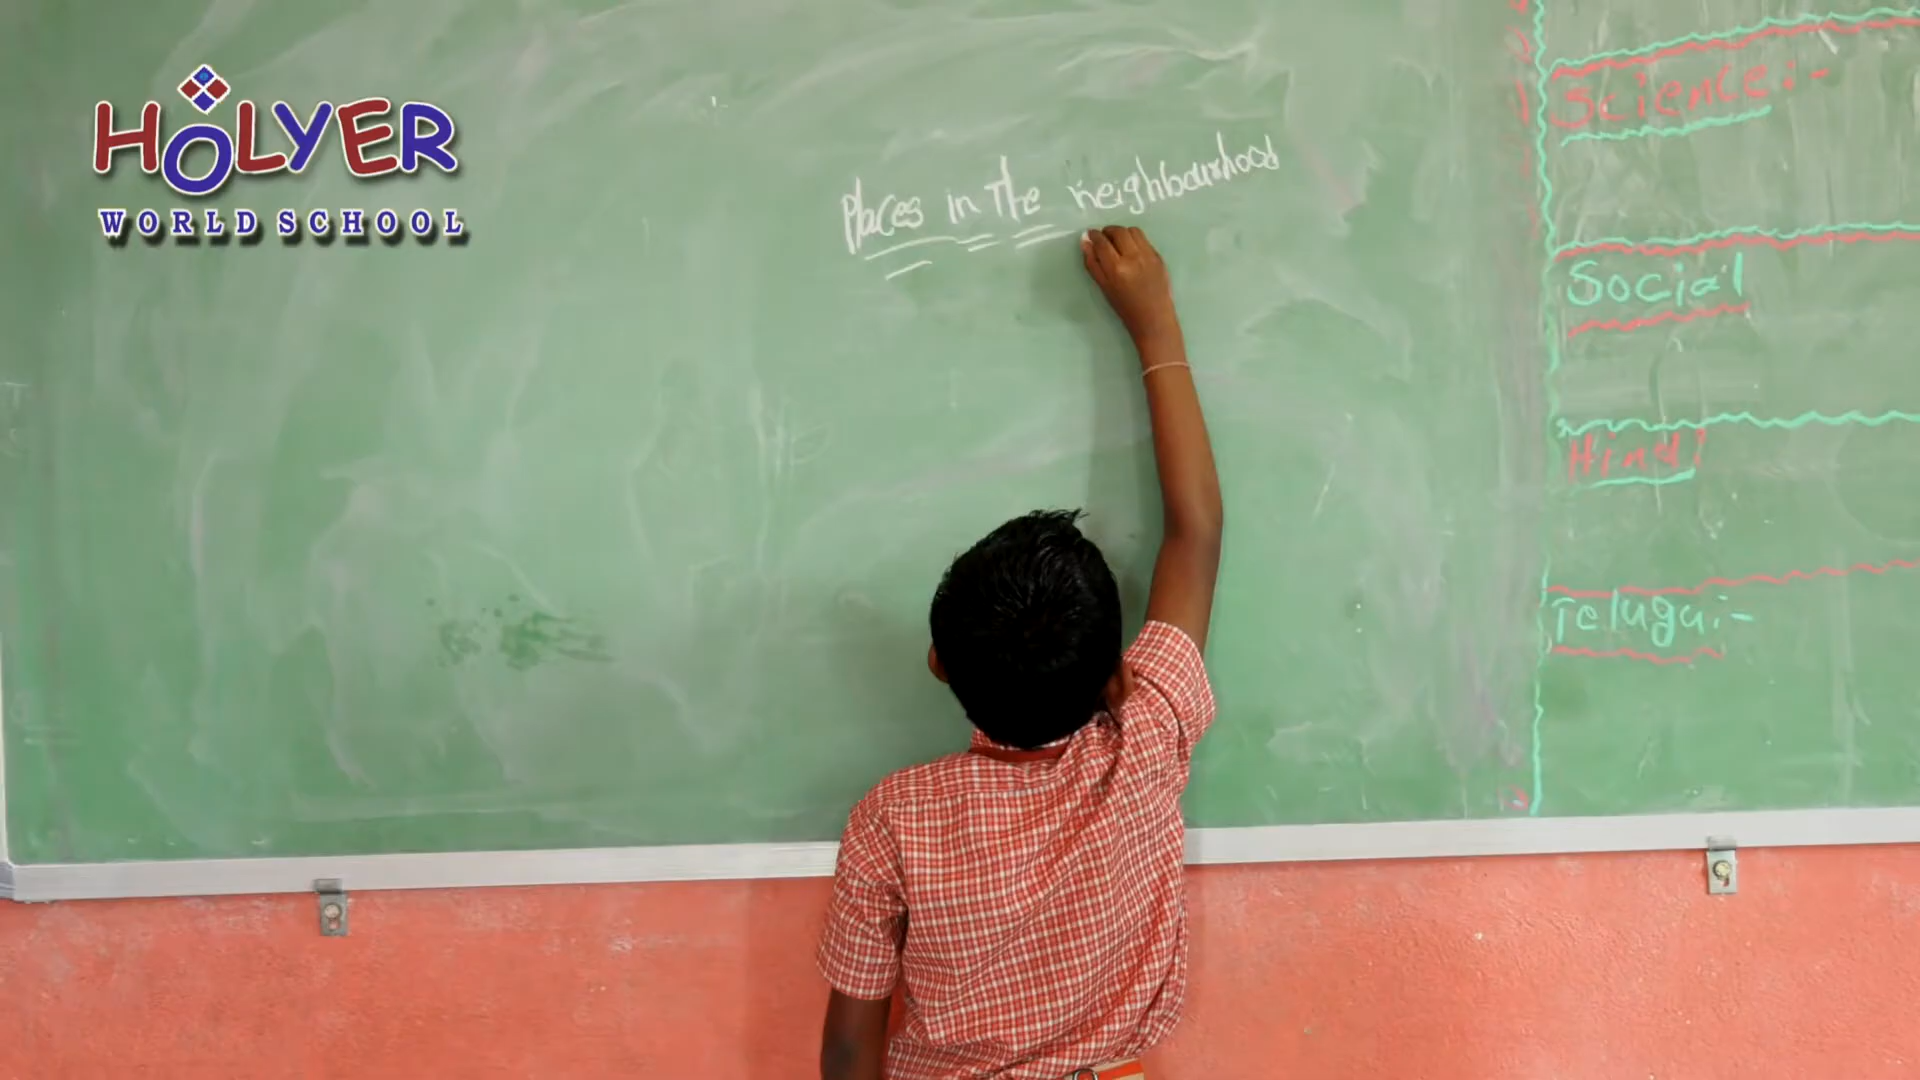 HOLYER
WORLD SCHOOL
Places in The neighbourhood
Science:-
Social
Hindi
Telugu:-